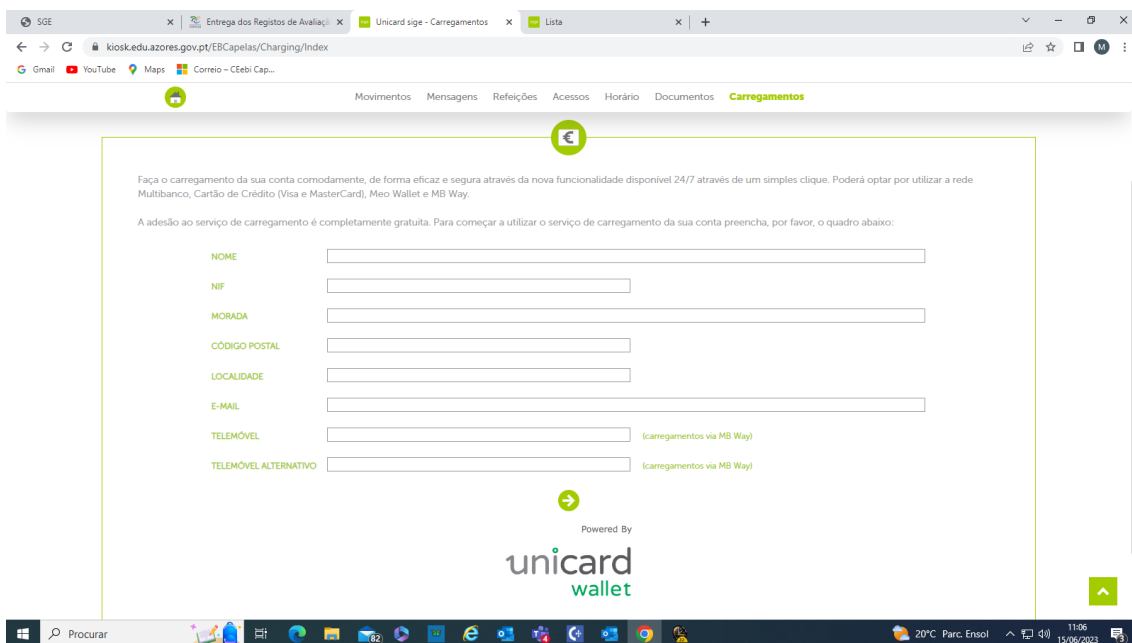 SGE
Entrega dos Registos de Avaliaçã
Unicard sige - Carregamentos
Lista
kiosk.edu.azores.gov.pt/EBCapelas/Charging/Index
M
Gmail YouTube Maps Correio – CEebi Cap...
Movimentos Mensagens Refeições Acessos Horário Documentos Carregamentos
€
Faça o carregamento da sua conta comodamente, de forma eficaz e segura através da nova funcionalidade disponível 24/7 através de um simples clique. Poderá optar por utilizar a rede
Multibanco, Cartão de Crédito (Visa e MasterCard), Meo Wallet e MB Way.
A adesão ao serviço de carregamento é completamente gratuita. Para começar a utilizar o serviço de carregamento da sua conta preencha, por favor, o quadro abaixo:
NOME
NIF
MORADA
CÓDIGO POSTAL
LOCALIDADE
E-MAIL
TELEMÓVEL (carregamentos via MB Way)
TELEMÓVEL ALTERNATIVO (carregamentos via MB Way)
Powered By
unicard
wallet
Procurar
82
20°C Parc. Ensol
11:06
15/06/2023